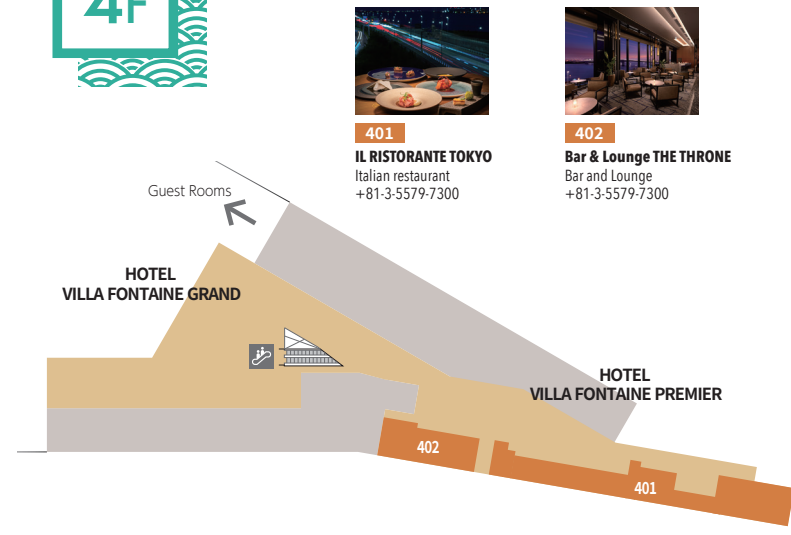 4F
401
IL RISTORANTE TOKYO
Italian restaurant
+81-3-5579-7300
402
Bar & Lounge THE THRONE
Bar and Lounge
+81-3-5579-7300
Guest Rooms
HOTEL
VILLA FONTAINE GRAND
HOTEL
VILLA FONTAINE PREMIER
402
401